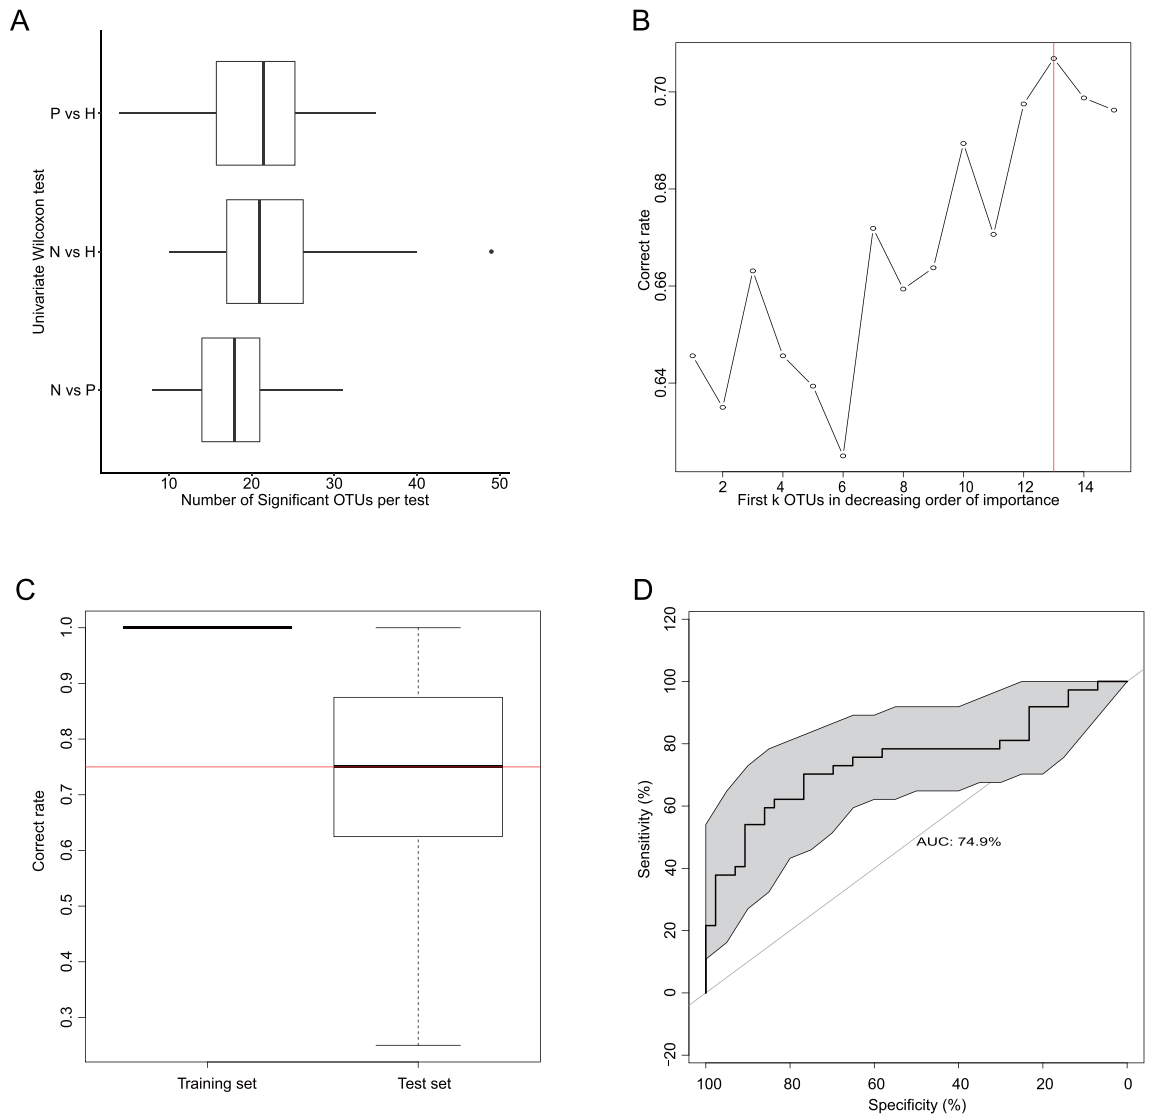 A
Univariate Wilcoxon test
P vs H
N vs H
N vs P
10 20 30 40 50
Number of Significant OTUs per test
B
Correct rate
0.70
0.68
0.66
0.64
2 4 6 8 10 12 14
First k OTUs in decreasing order of importance
C
Correct rate
1.0
0.9
0.8
0.7
0.6
0.5
0.4
0.3
Training set Test set
D
Sensitivity (%)
120
100
80
60
40
20
0
−20
AUC: 74.9%
100 80 60 40 20 0
Specificity (%)